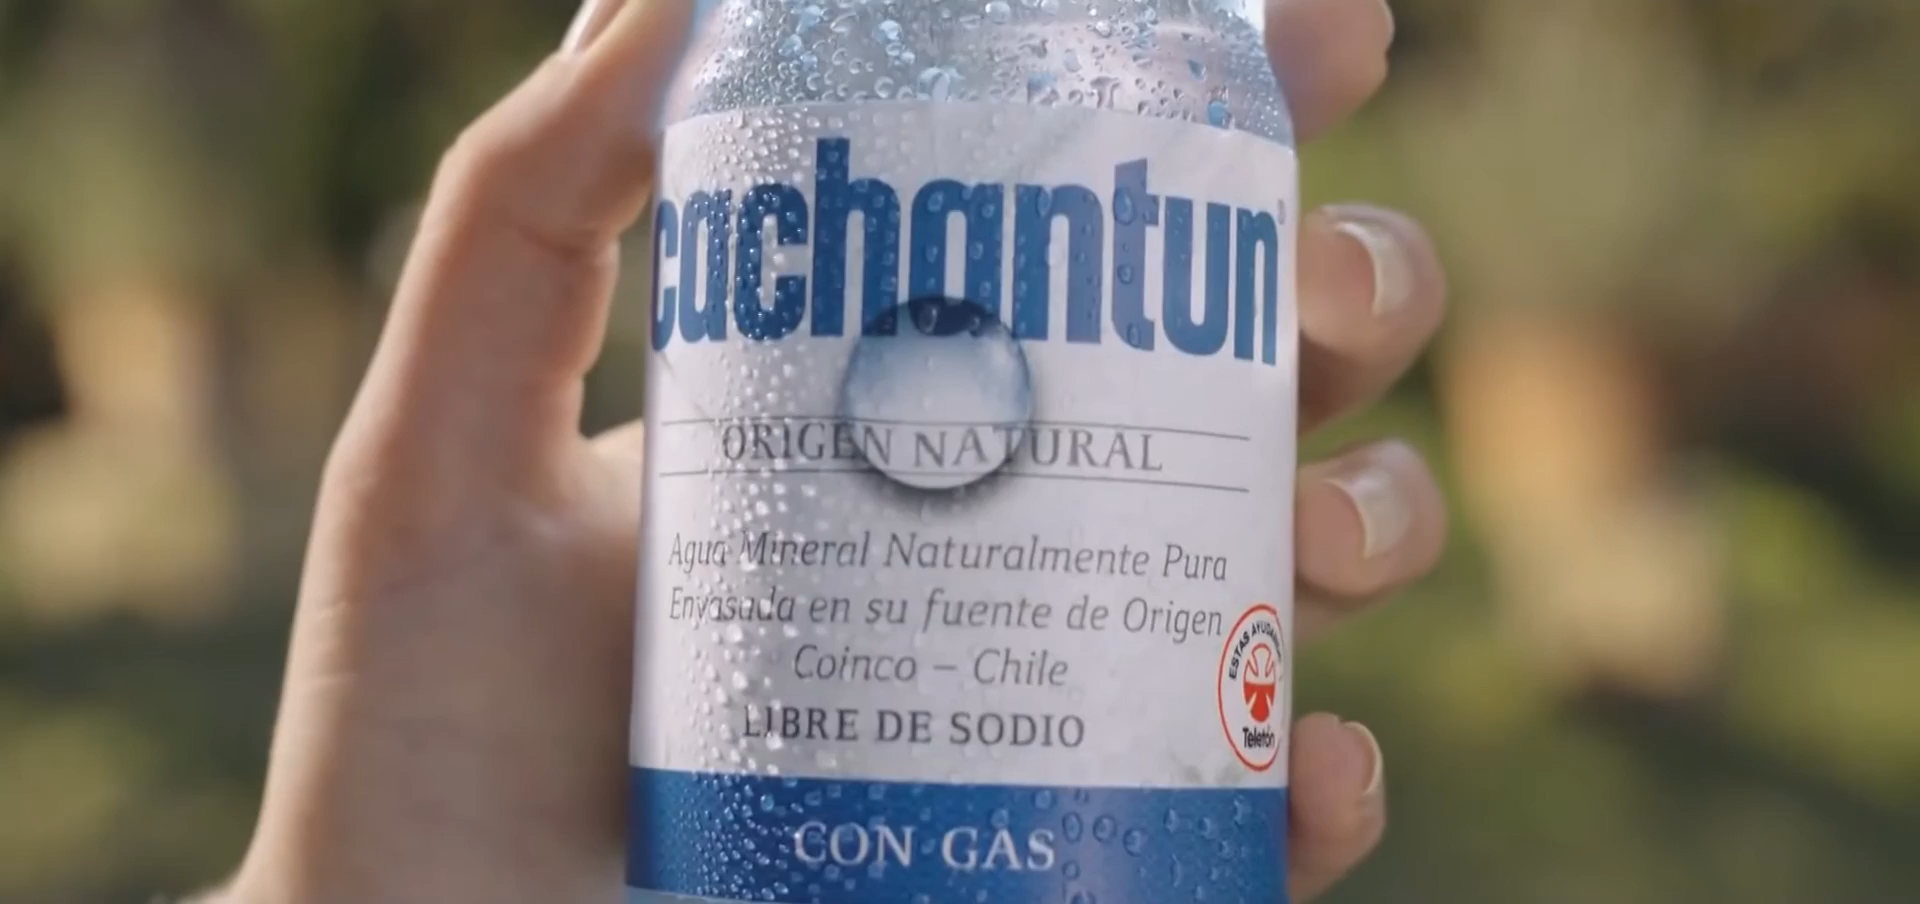 cachantun
ORIGEN NATURAL
Agua Mineral Naturalmente Pura
Envasada en su fuente de Origen
Coinco – Chile
LIBRE DE SODIO
ESTAS
Teletón
CON GAS